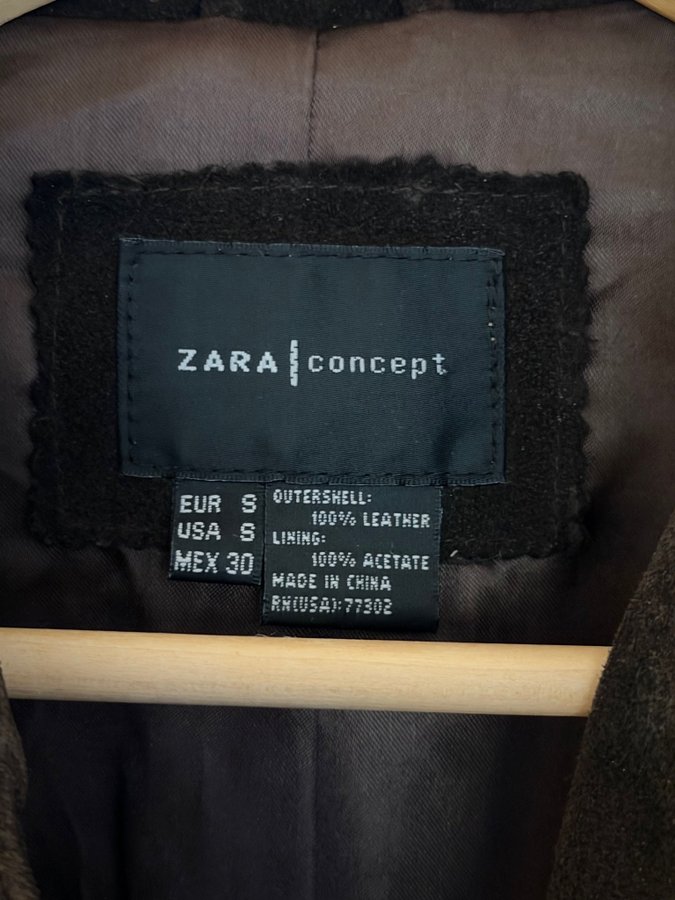 ZARA concept
EUR S
USA S
MEX 30
OUTERSHELL:
100% LEATHER
LINING:
100% ACETATE
MADE IN CHINA
RN(USA):77302